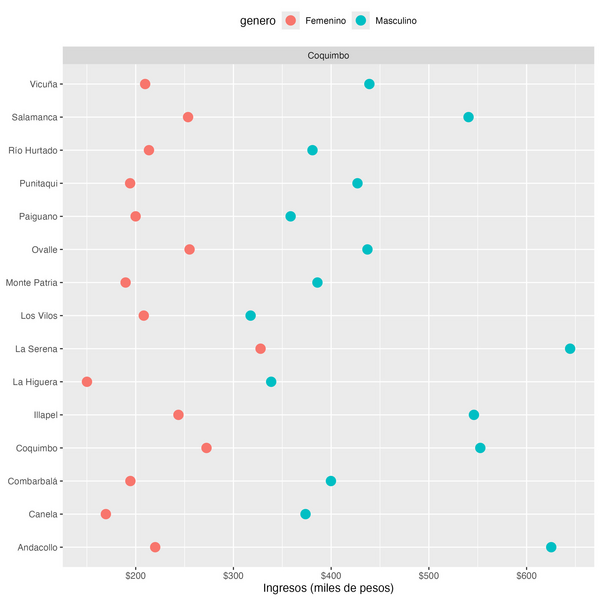 genero Femenino Masculino
Coquimbo
Vicuña
Salamanca
Río Hurtado
Punitaqui
Paiguano
Ovalle
Monte Patria
Los Vilos
La Serena
La Higuera
Illapel
Coquimbo
Combarbalá
Canela
Andacollo
$200 $300 $400 $500 $600
Ingresos (miles de pesos)